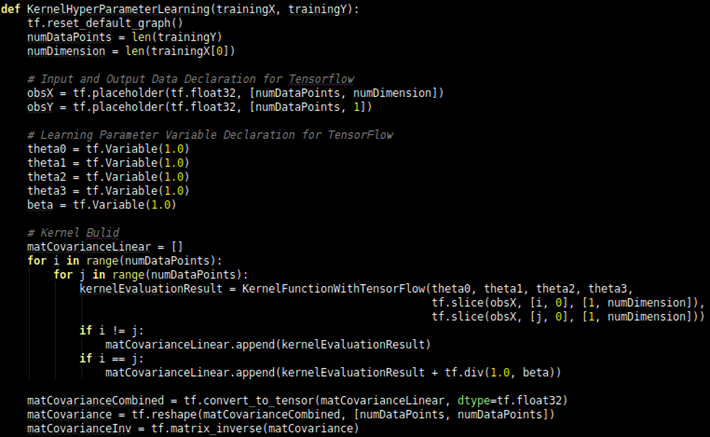 def KernelHyperParameterLearning(trainingX, trainingY):
    tf.reset_default_graph()
    numDataPoints = len(trainingY)
    numDimension = len(trainingX[0])

    # Input and Output Data Declaration for Tensorflow
    obsX = tf.placeholder(tf.float32, [numDataPoints, numDimension])
    obsY = tf.placeholder(tf.float32, [numDataPoints, 1])

    # Learning Parameter Variable Declaration for TensorFlow
    theta0 = tf.Variable(1.0)
    theta1 = tf.Variable(1.0)
    theta2 = tf.Variable(1.0)
    theta3 = tf.Variable(1.0)
    beta = tf.Variable(1.0)

    # Kernel Bulid
    matCovarianceLinear = []
    for i in range(numDataPoints):
        for j in range(numDataPoints):
            kernelEvaluationResult = KernelFunctionWithTensorFlow(theta0, theta1, theta2, theta3,
                                                                  tf.slice(obsX, [i, 0], [1, numDimension]),
                                                                  tf.slice(obsX, [j, 0], [1, numDimension]))
            if i != j:
                matCovarianceLinear.append(kernelEvaluationResult)
            if i == j:
                matCovarianceLinear.append(kernelEvaluationResult + tf.div(1.0, beta))

    matCovarianceCombined = tf.convert_to_tensor(matCovarianceLinear, dtype=tf.float32)
    matCovariance = tf.reshape(matCovarianceCombined, [numDataPoints, numDataPoints])
    matCovarianceInv = tf.matrix_inverse(matCovariance)